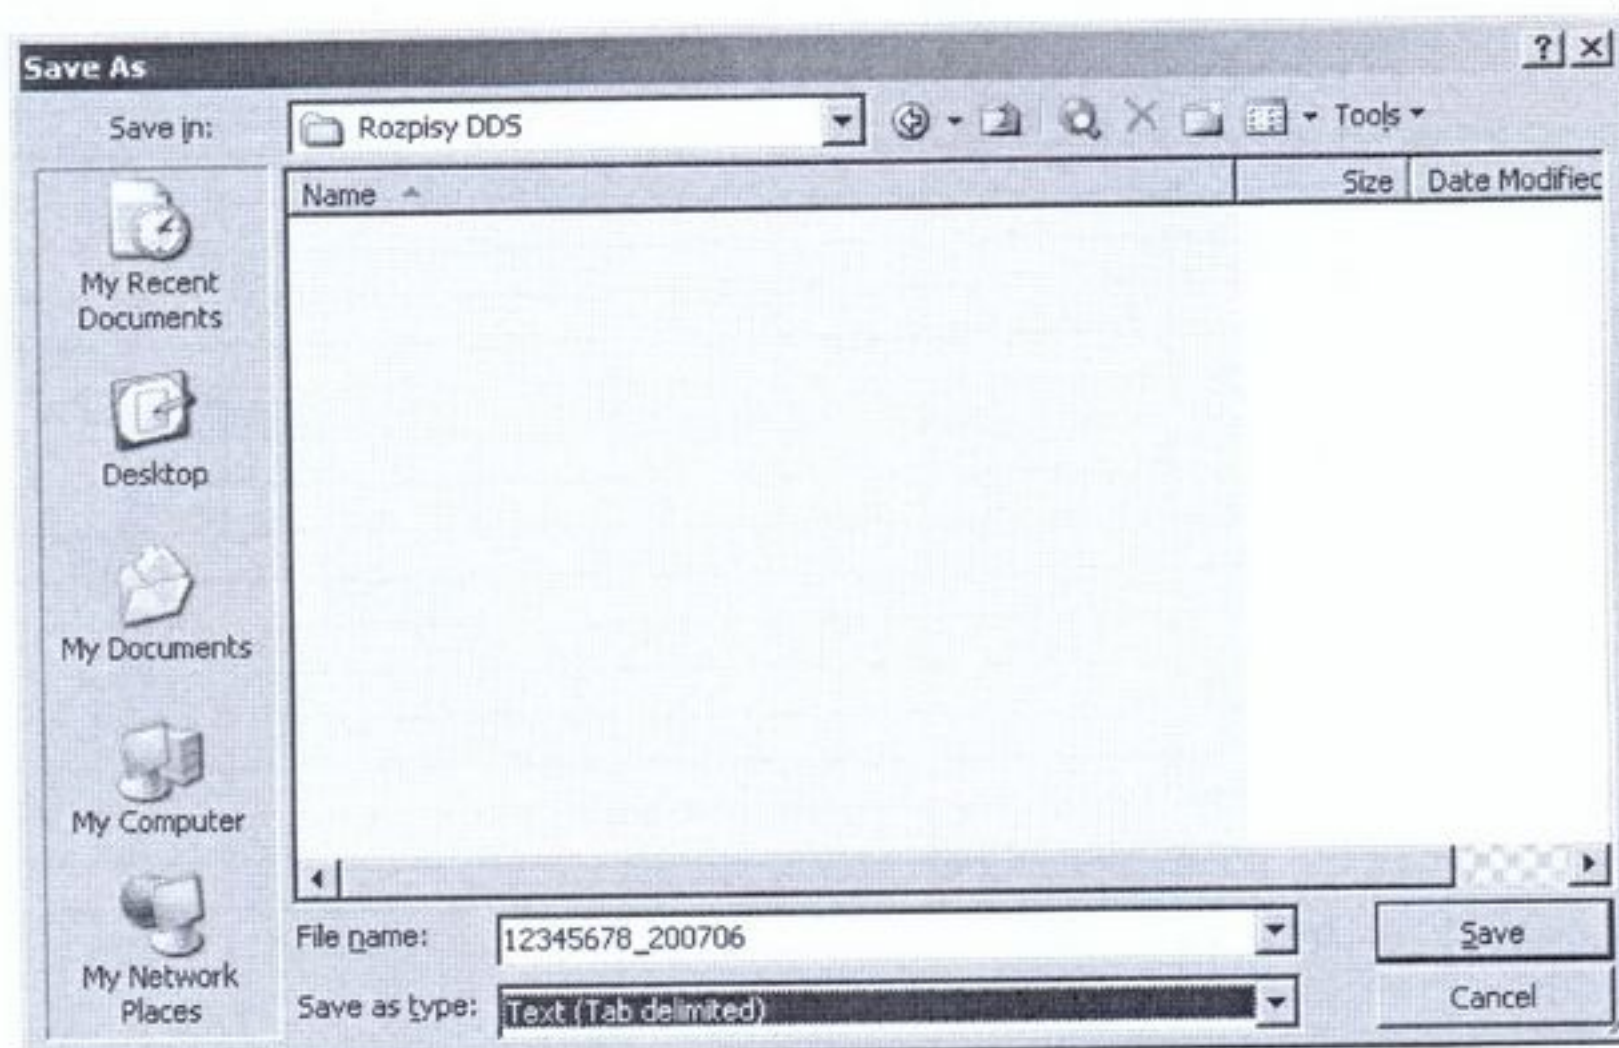 Save As
Save in:
Rozpisy DDS
Tools
Name
Size
Date Modified
My Recent
Documents
Desktop
My Documents
My Computer
My Network
Places
File name:
12345678_200706
Save
Save as type:
Text (Tab delimited)
Cancel